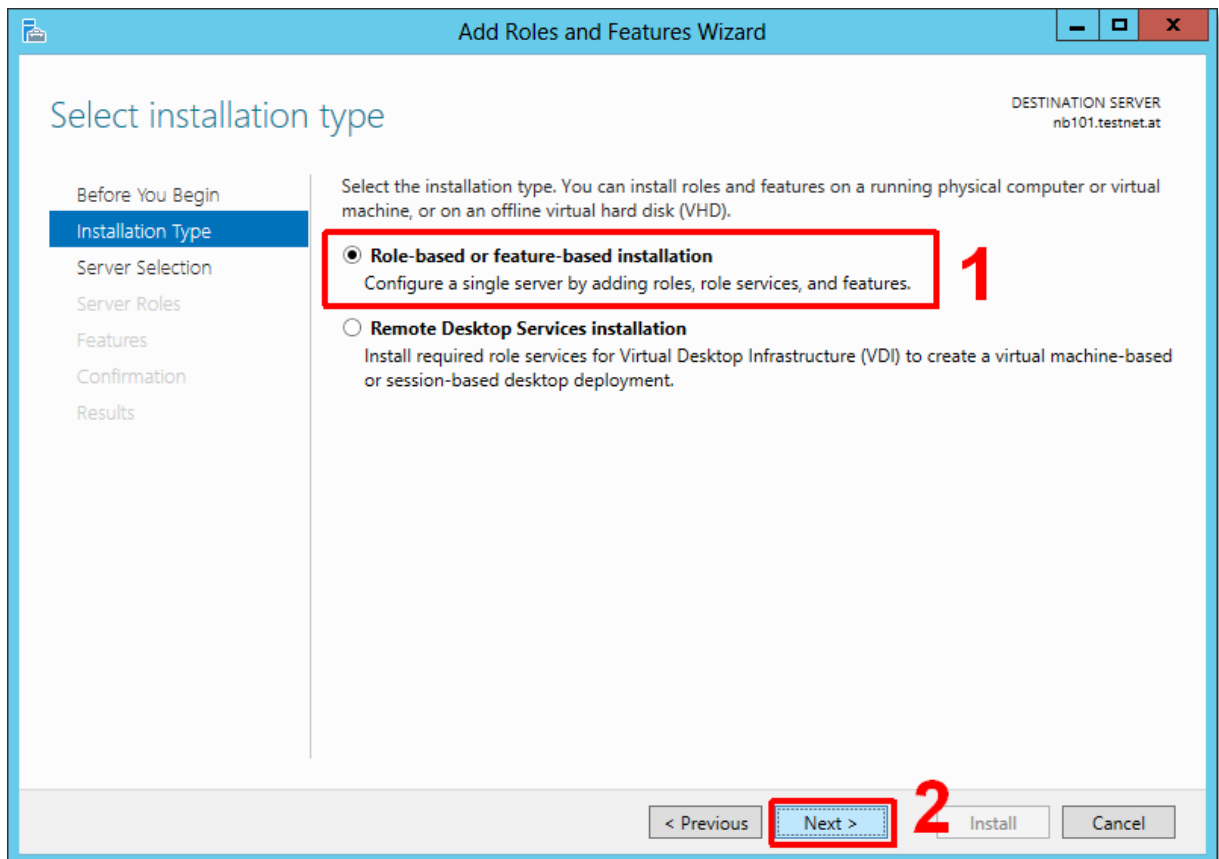 Add Roles and Features Wizard
Select installation type
DESTINATION SERVER
nb101.testnet.at
Before You Begin
Installation Type
Server Selection
Server Roles
Features
Confirmation
Results
Select the installation type. You can install roles and features on a running physical computer or virtual
machine, or on an offline virtual hard disk (VHD).
Role-based or feature-based installation
Configure a single server by adding roles, role services, and features.
1
Remote Desktop Services installation
Install required role services for Virtual Desktop Infrastructure (VDI) to create a virtual machine-based
or session-based desktop deployment.
< Previous
Next >
2
Install
Cancel